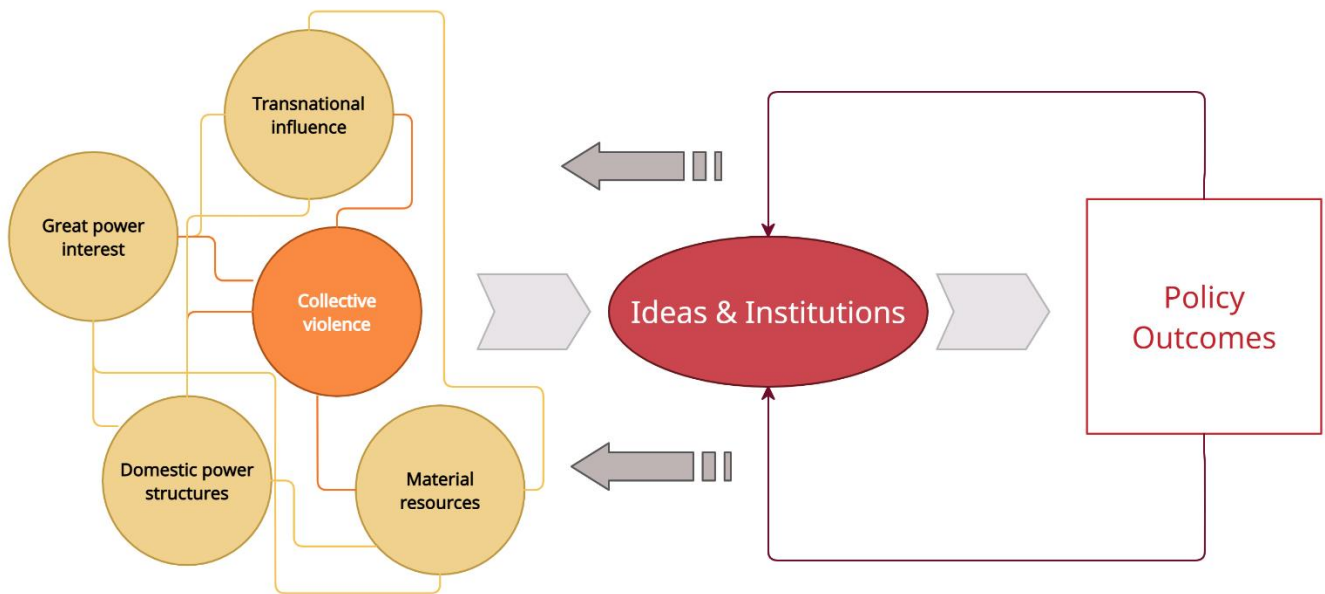 Transnational
influence
Great power
interest
Collective
violence
Domestic power
structures
Material
resources
Ideas & Institutions
Policy
Outcomes